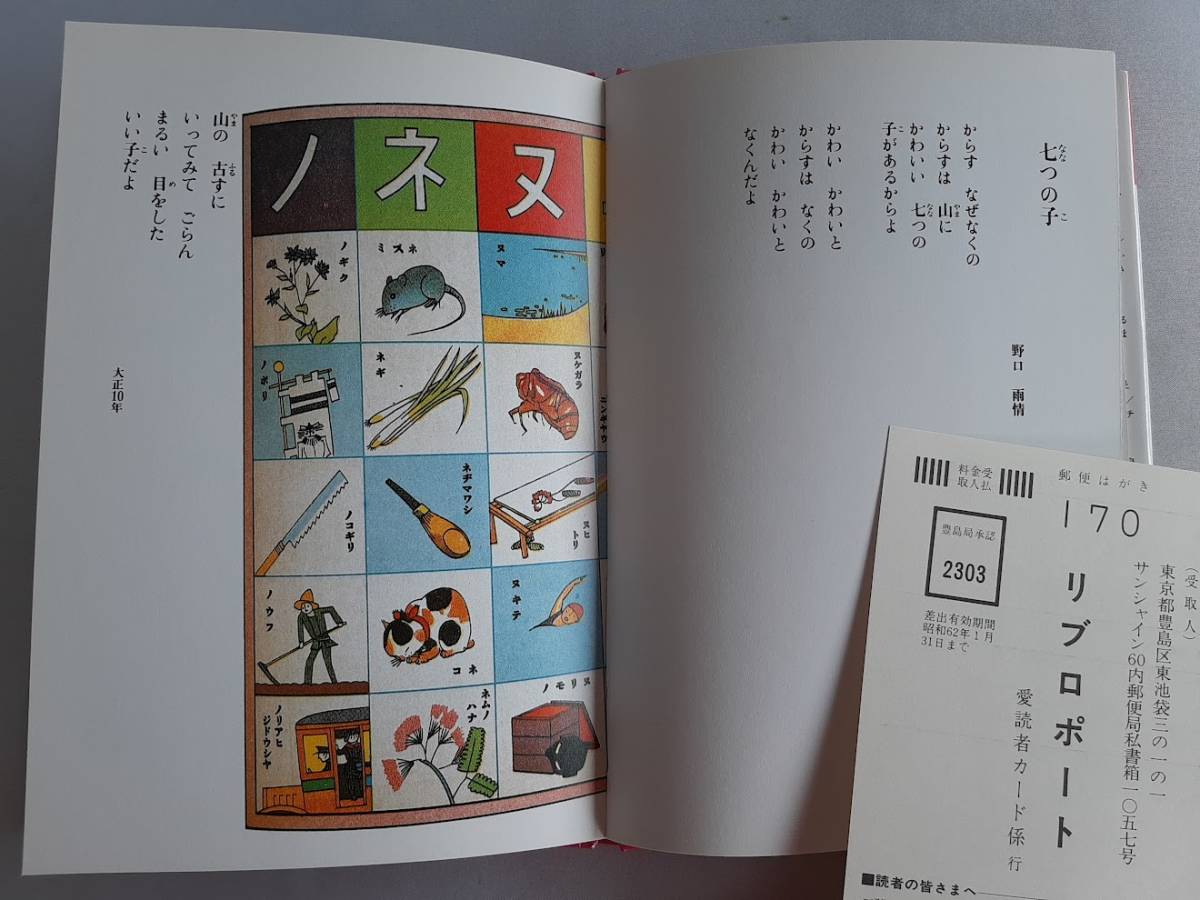 七つの子
野口 雨情
からす なぜなくの
からすは 山に
かわいい 七つの
子があるからよ
かわい かわいと
からすは なくの
かわい かわいと
なくんだよ
ヌ
ネ
ノ
ヌマ
ネズミ
ノギク
ヌケガラ
ネギ
ノボリ
ヌヒトリ
ネヂマワシ
ノコギリ
ヌキテ
ネコ
ノウフ
ヌリモノ
ネムノハナ
ノリアヒ
ジドウシヤ
山の 古すに
いってみて ごらん
まるい 目をした
いい子だよ
大正10年
料金受
取人払
郵便はがき
170
豊島局承認
2303
差出有効期間
昭和62年1月
31日まで
(受取人)
東京都豊島区東池袋三の一の一
サンシャイン60内郵便局私書箱一〇五七号
リブロポート
愛読者カード係 行
■読者の皆さまへ